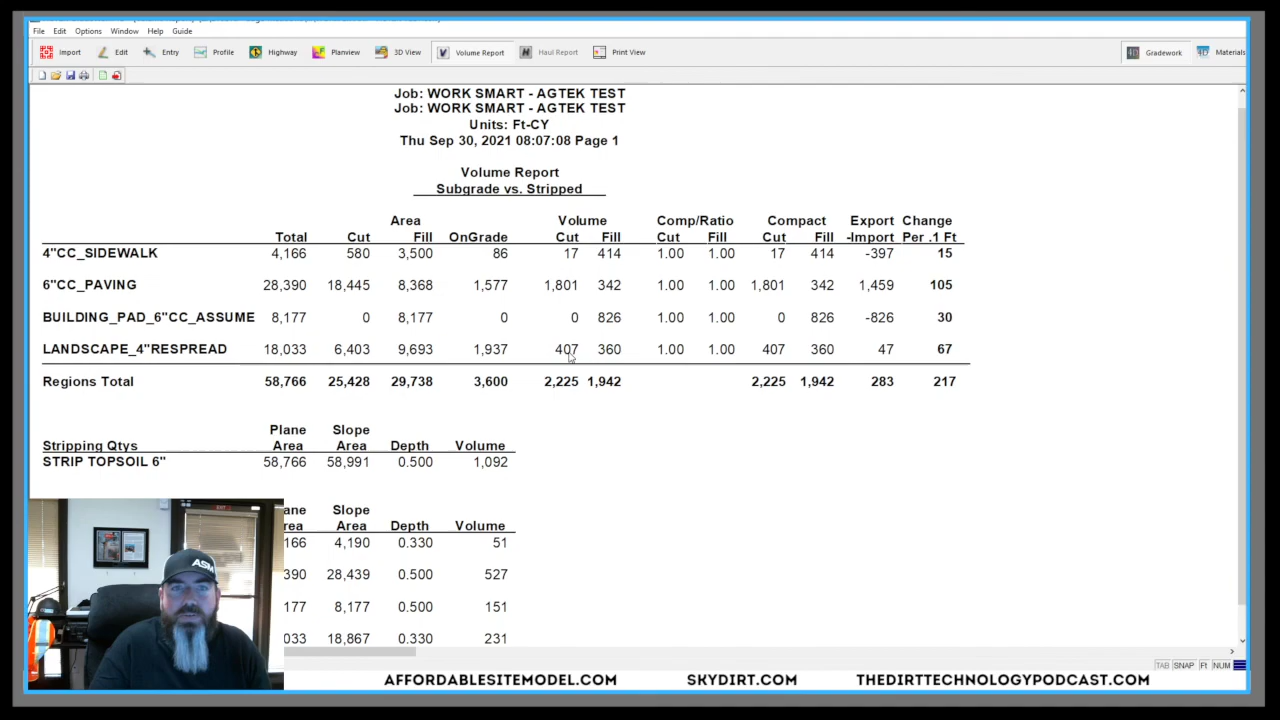 File Edit Options Window Help Guide
Import Edit Entry Profile Highway Planview 3D View Volume Report Haul Report Print View Gradework Materials
Job: WORK SMART - AGTEK TEST
Job: WORK SMART - AGTEK TEST
Units: Ft-CY
Thu Sep 30, 2021 08:07:08 Page 1
Volume Report
Subgrade vs. Stripped
Area Volume Comp/Ratio Compact Export Change
Total Cut Fill OnGrade Cut Fill Cut Fill Cut Fill -Import Per .1 Ft
4"CC_SIDEWALK 4,166 580 3,500 86 17 414 1.00 1.00 17 414 -397 15
6"CC_PAVING 28,390 18,445 8,368 1,577 1,801 342 1.00 1.00 1,801 342 1,459 105
BUILDING_PAD_6"CC_ASSUME 8,177 0 8,177 0 0 826 1.00 1.00 0 826 -826 30
LANDSCAPE_4"RESPREAD 18,033 6,403 9,693 1,937 407 360 1.00 1.00 407 360 47 67
Regions Total 58,766 25,428 29,738 3,600 2,225 1,942 2,225 1,942 283 217
Plane Slope
Stripping Qtys Area Area Depth Volume
STRIP TOPSOIL 6" 58,766 58,991 0.500 1,092
lane Slope
rea Area Depth Volume
166 4,190 0.330 51
390 28,439 0.500 527
177 8,177 0.500 151
033 18,867 0.330 231
ASM
TAB SNAP Ft NUM
AFFORDABLESITEMODEL.COM SKYDIRT.COM THEDIRTTECHNOLOGYPODCAST.COM